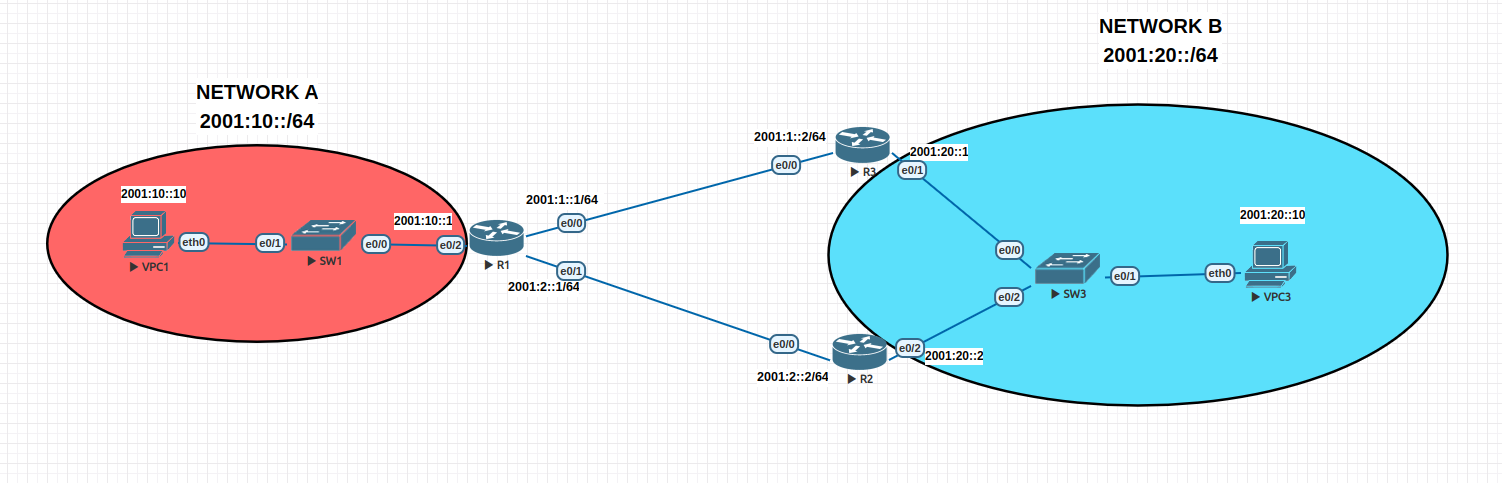 NETWORK A
2001:10::/64
2001:10::10
eth0
VPC1
e0/1
SW1
e0/0
2001:10::1
e0/2
R1
2001:1::1/64
e0/0
e0/1
2001:2::1/64
2001:1::2/64
e0/0
R3
e0/0
2001:2::2/64
R2
NETWORK B
2001:20::/64
2001:20::1
e0/1
e0/0
e0/2
2001:20::2
e0/2
SW3
e0/1
eth0
2001:20::10
VPC3